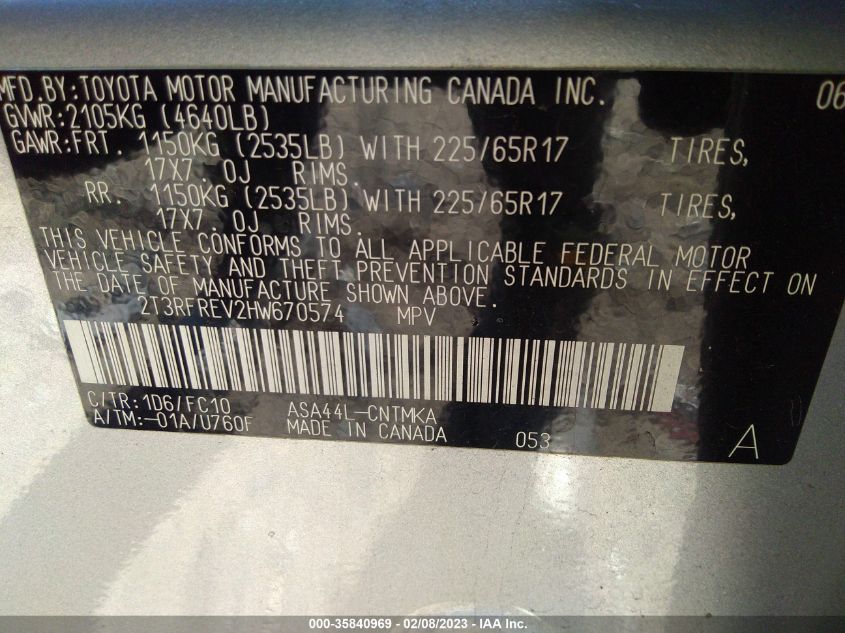 MFD.BY:TOYOTA MOTOR MANUFACTURING CANADA INC. 06
GVWR:2105KG (4640LB)
GAWR:FRT. 1150KG (2535LB) WITH 225/65R17 TIRES,
17X7.0J RIMS.
RR. 1150KG (2535LB) WITH 225/65R17 TIRES,
17X7.0J RIMS.
THIS VEHICLE CONFORMS TO ALL APPLICABLE FEDERAL MOTOR
VEHICLE SAFETY AND THEFT PREVENTION STANDARDS IN EFFECT ON
THE DATE OF MANUFACTURE SHOWN ABOVE.
2T3RFREV2HW670574 MPV
C/TR:1D6/FC10 ASA44L-CNTMKA
A/TM:-01A/U760F MADE IN CANADA 053 A
000-35840969 - 02/08/2023 - IAA Inc.